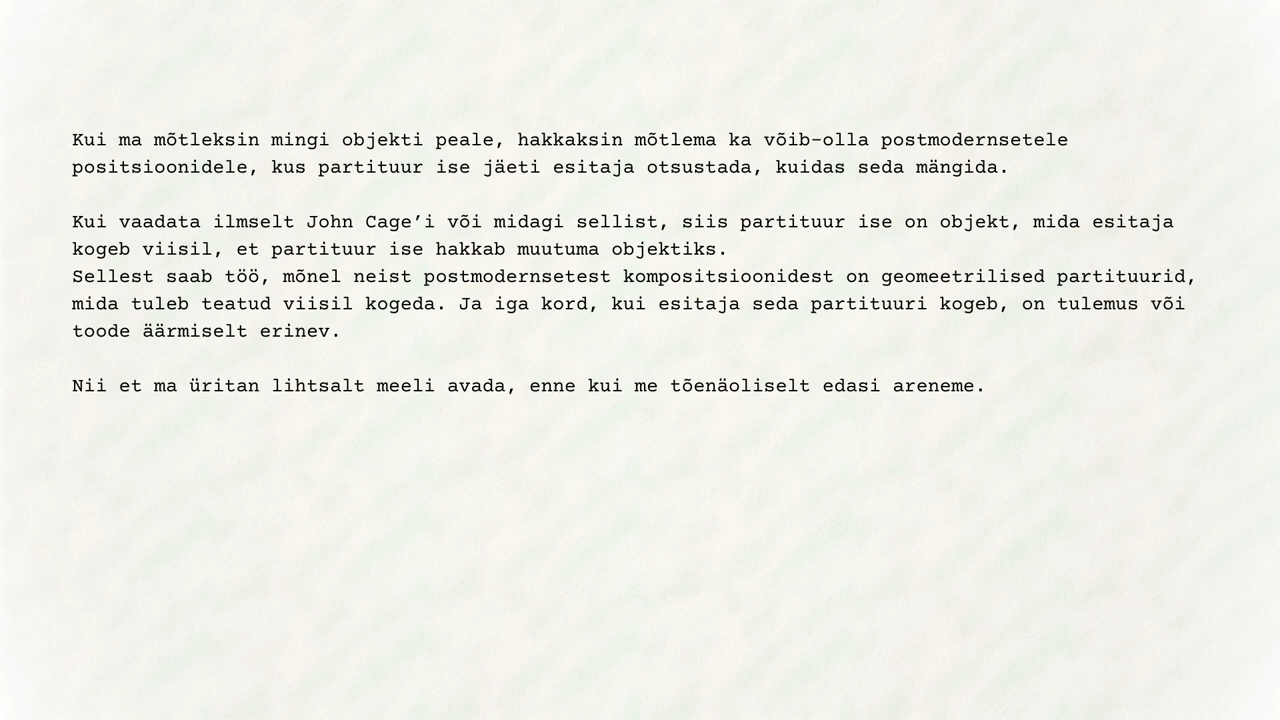 Kui ma mõtleksin mingi objekti peale, hakkaksin mõtlema ka võib-olla postmodernsetele
positsioonidele, kus partituur ise jäeti esitaja otsustada, kuidas seda mängida.
Kui vaadata ilmselt John Cage’i või midagi sellist, siis partituur ise on objekt, mida esitaja
kogeb viisil, et partituur ise hakkab muutuma objektiks.
Sellest saab töö, mõnel neist postmodernsetest kompositsioonidest on geomeetrilised partituurid,
mida tuleb teatud viisil kogeda. Ja iga kord, kui esitaja seda partituuri kogeb, on tulemus või
toode äärmiselt erinev.
Nii et ma üritan lihtsalt meeli avada, enne kui me tõenäoliselt edasi areneme.